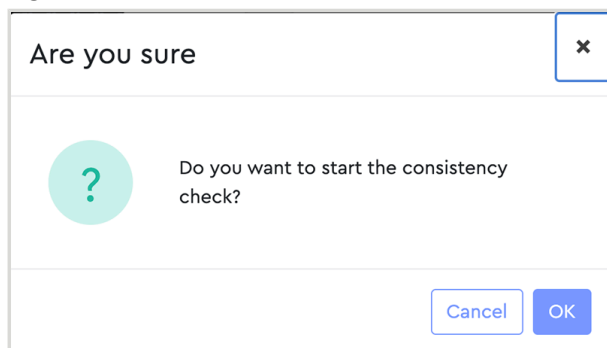 Are you sure
×
?
Do you want to start the consistency
check?
Cancel OK